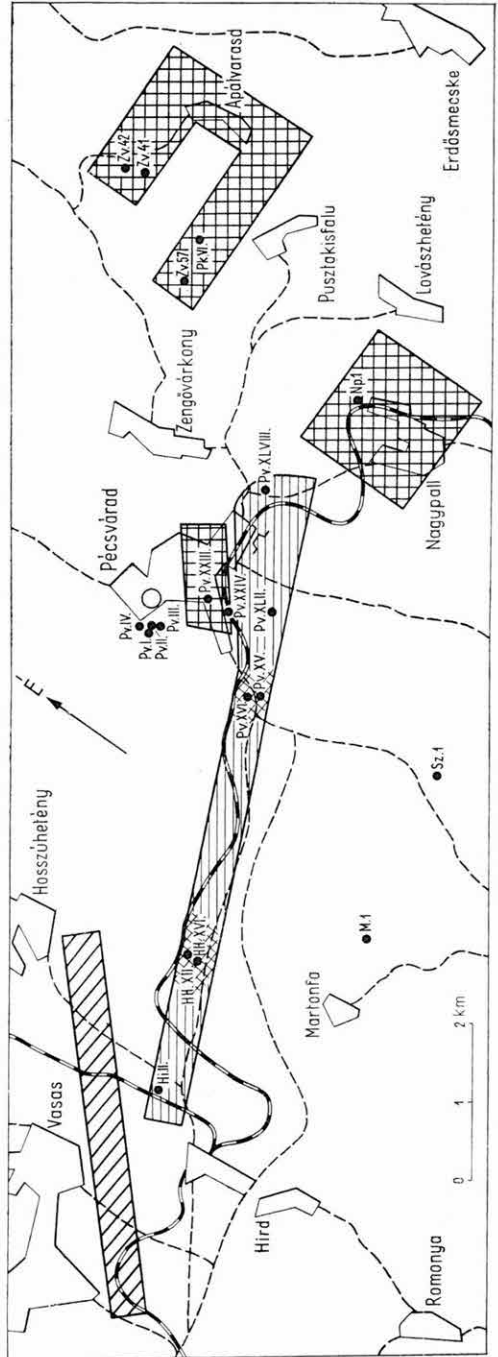 Vasas
Hosszúhetény
-É-
Pécsvárad
Zengővárkony
Apátvarasd
Zv.42
Zv.41
Zv.57
Pk.VI.
Pusztakisfalu
Lovászhetény
Erdősmecske
Np.1
Nagypall
Pv.IV.
Pv.I.
Pv.II.
Pv.III.
Pv.XXIII.
Pv.XXIV.
Pv.XLII.
Pv.XLVIII.
Pv.XVI.
Pv.XV.
HH.XII.
HH.XVI.
Hi.II.
Hird
Romonya
Martonfa
M.1
Sz.1
0 1 2 km